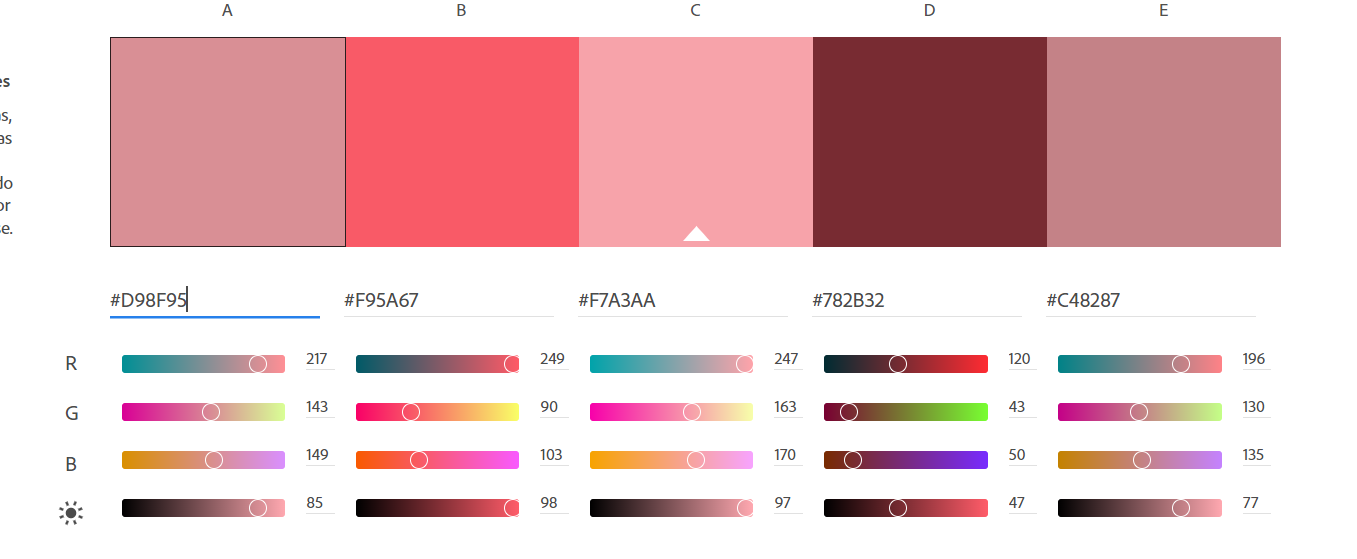 A B C D E
es
s,
as
do
or
se.
#D98F95 #F95A67 #F7A3AA #782B32 #C48287
R 217 249 247 120 196
G 143 90 163 43 130
B 149 103 170 50 135
85 98 97 47 77